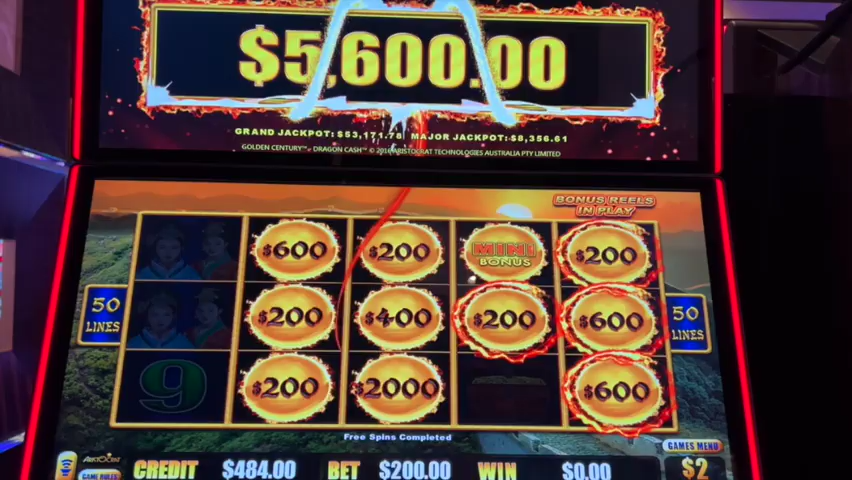 $5,600.00
GRAND JACKPOT: $53,171.78 MAJOR JACKPOT: $8,356.61
GOLDEN CENTURY™ - DRAGON CASH™ © 2016 ARISTOCRAT TECHNOLOGIES AUSTRALIA PTY LIMITED
BONUS REELS
IN PLAY
$600 $200 MINI BONUS $200
50 LINES $200 $400 $200 $600 50 LINES
9 $200 $2000 $600
Free Spins Completed
GAMES MENU
ARISTOCRAT
GAME RULES
CREDIT $484.00 BET $200.00 WIN $0.00 $2